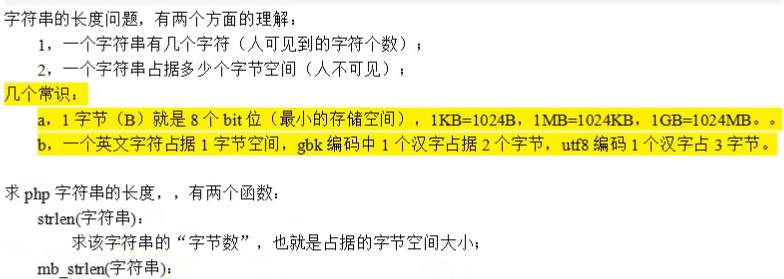 字符串的长度问题，有两个方面的理解：
1，一个字符串有几个字符（人可见到的字符个数）；
2，一个字符串占据多少个字节空间（人不可见）；
几个常识：
a，1 字节（B）就是 8 个 bit 位（最小的存储空间），1KB=1024B，1MB=1024KB，1GB=1024MB。。
b，一个英文字符占据 1 字节空间，gbk 编码中 1 个汉字占据 2 个字节，utf8 编码 1 个汉字占 3 字节。
求 php 字符串的长度，，有两个函数：
strlen(字符串)：
求该字符串的“字节数”，也就是占据的字节空间大小；
mb_strlen(字符串)：